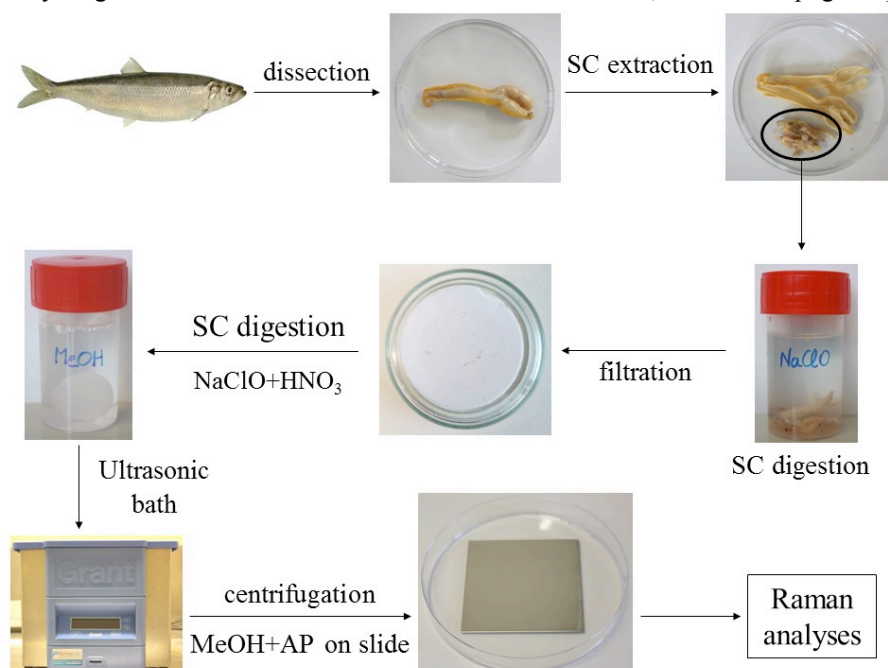 dissection
SC extraction
NaClO
SC digestion
filtration
SC digestion
NaClO+HNO₃
MeOH
Ultrasonic
bath
Grant
centrifugation
MeOH+AP on slide
Raman
analyses